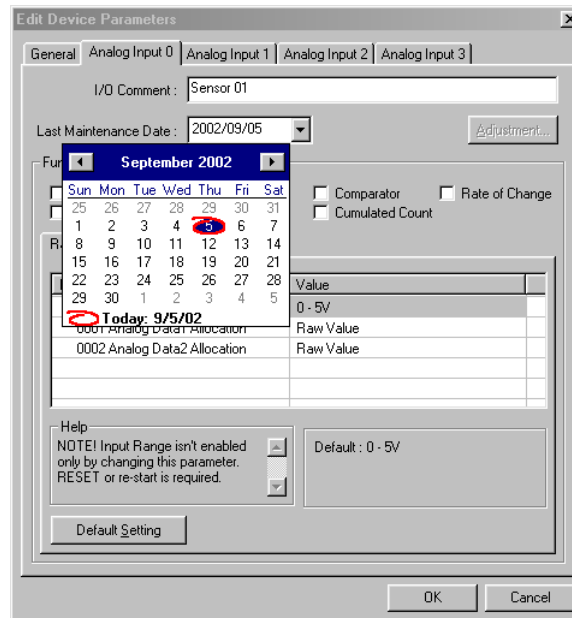 Edit Device Parameters
General Analog Input 0 Analog Input 1 Analog Input 2 Analog Input 3
I/O Comment : Sensor 01
Last Maintenance Date : 2002/09/05 Adjustment...
September 2002
Sun Mon Tue Wed Thu Fri Sat
25 26 27 28 29 30 31
1 2 3 4 5 6 7
8 9 10 11 12 13 14
15 16 17 18 19 20 21
22 23 24 25 26 27 28
29 30 1 2 3 4 5
Today: 9/5/02
Comparator Rate of Change
Cumulated Count
Value
0 - 5V
0001 Analog Data1 Allocation Raw Value
0002 Analog Data2 Allocation Raw Value
Help
NOTE! Input Range isn't enabled
only by changing this parameter.
RESET or re-start is required.
Default : 0 - 5V
Default Setting
OK Cancel